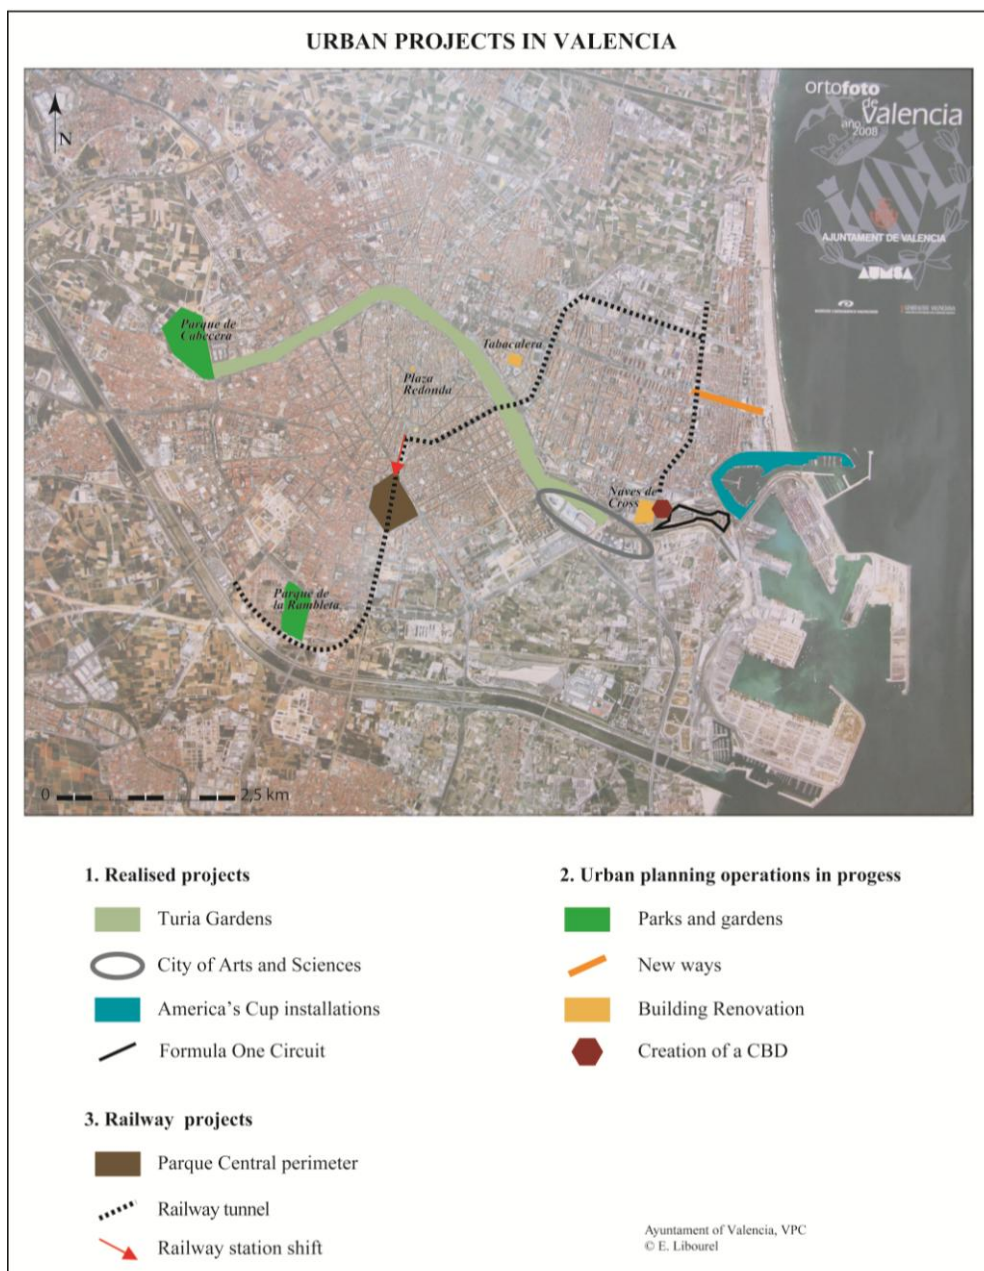 URBAN PROJECTS IN VALENCIA
N
ortofoto
de
valencia
año
2008
AJUNTAMENT DE VALENCIA
AUMSA
Parque de
Cabecera
Tabacalera
Plaza
Redonda
Naves de
Cross
Parque de
la Rambleta
0
2,5 km
1. Realised projects
Turia Gardens
City of Arts and Sciences
America's Cup installations
Formula One Circuit
2. Urban planning operations in progess
Parks and gardens
New ways
Building Renovation
Creation of a CBD
3. Railway projects
Parque Central perimeter
Railway tunnel
Railway station shift
Ayuntament of Valencia, VPC
© E. Libourel